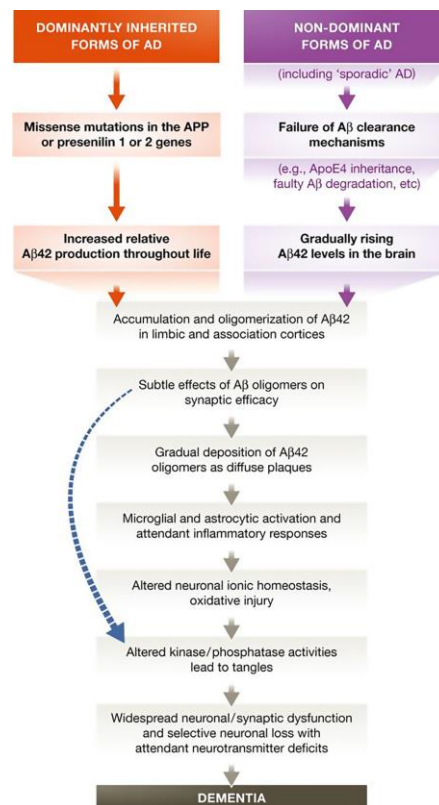 DOMINANTLY INHERITED
FORMS OF AD
NON-DOMINANT
FORMS OF AD
(including ‘sporadic’ AD)
Missense mutations in the APP
or presenilin 1 or 2 genes
Failure of Aβ clearance
mechanisms
(e.g., ApoE4 inheritance,
faulty Aβ degradation, etc)
Increased relative
Aβ42 production throughout life
Gradually rising
Aβ42 levels in the brain
Accumulation and oligomerization of Aβ42
in limbic and association cortices
Subtle effects of Aβ oligomers on
synaptic efficacy
Gradual deposition of Aβ42
oligomers as diffuse plaques
Microglial and astrocytic activation and
attendant inflammatory responses
Altered neuronal ionic homeostasis,
oxidative injury
Altered kinase/phosphatase activities
lead to tangles
Widespread neuronal/synaptic dysfunction
and selective neuronal loss with
attendant neurotransmitter deficits
DEMENTIA